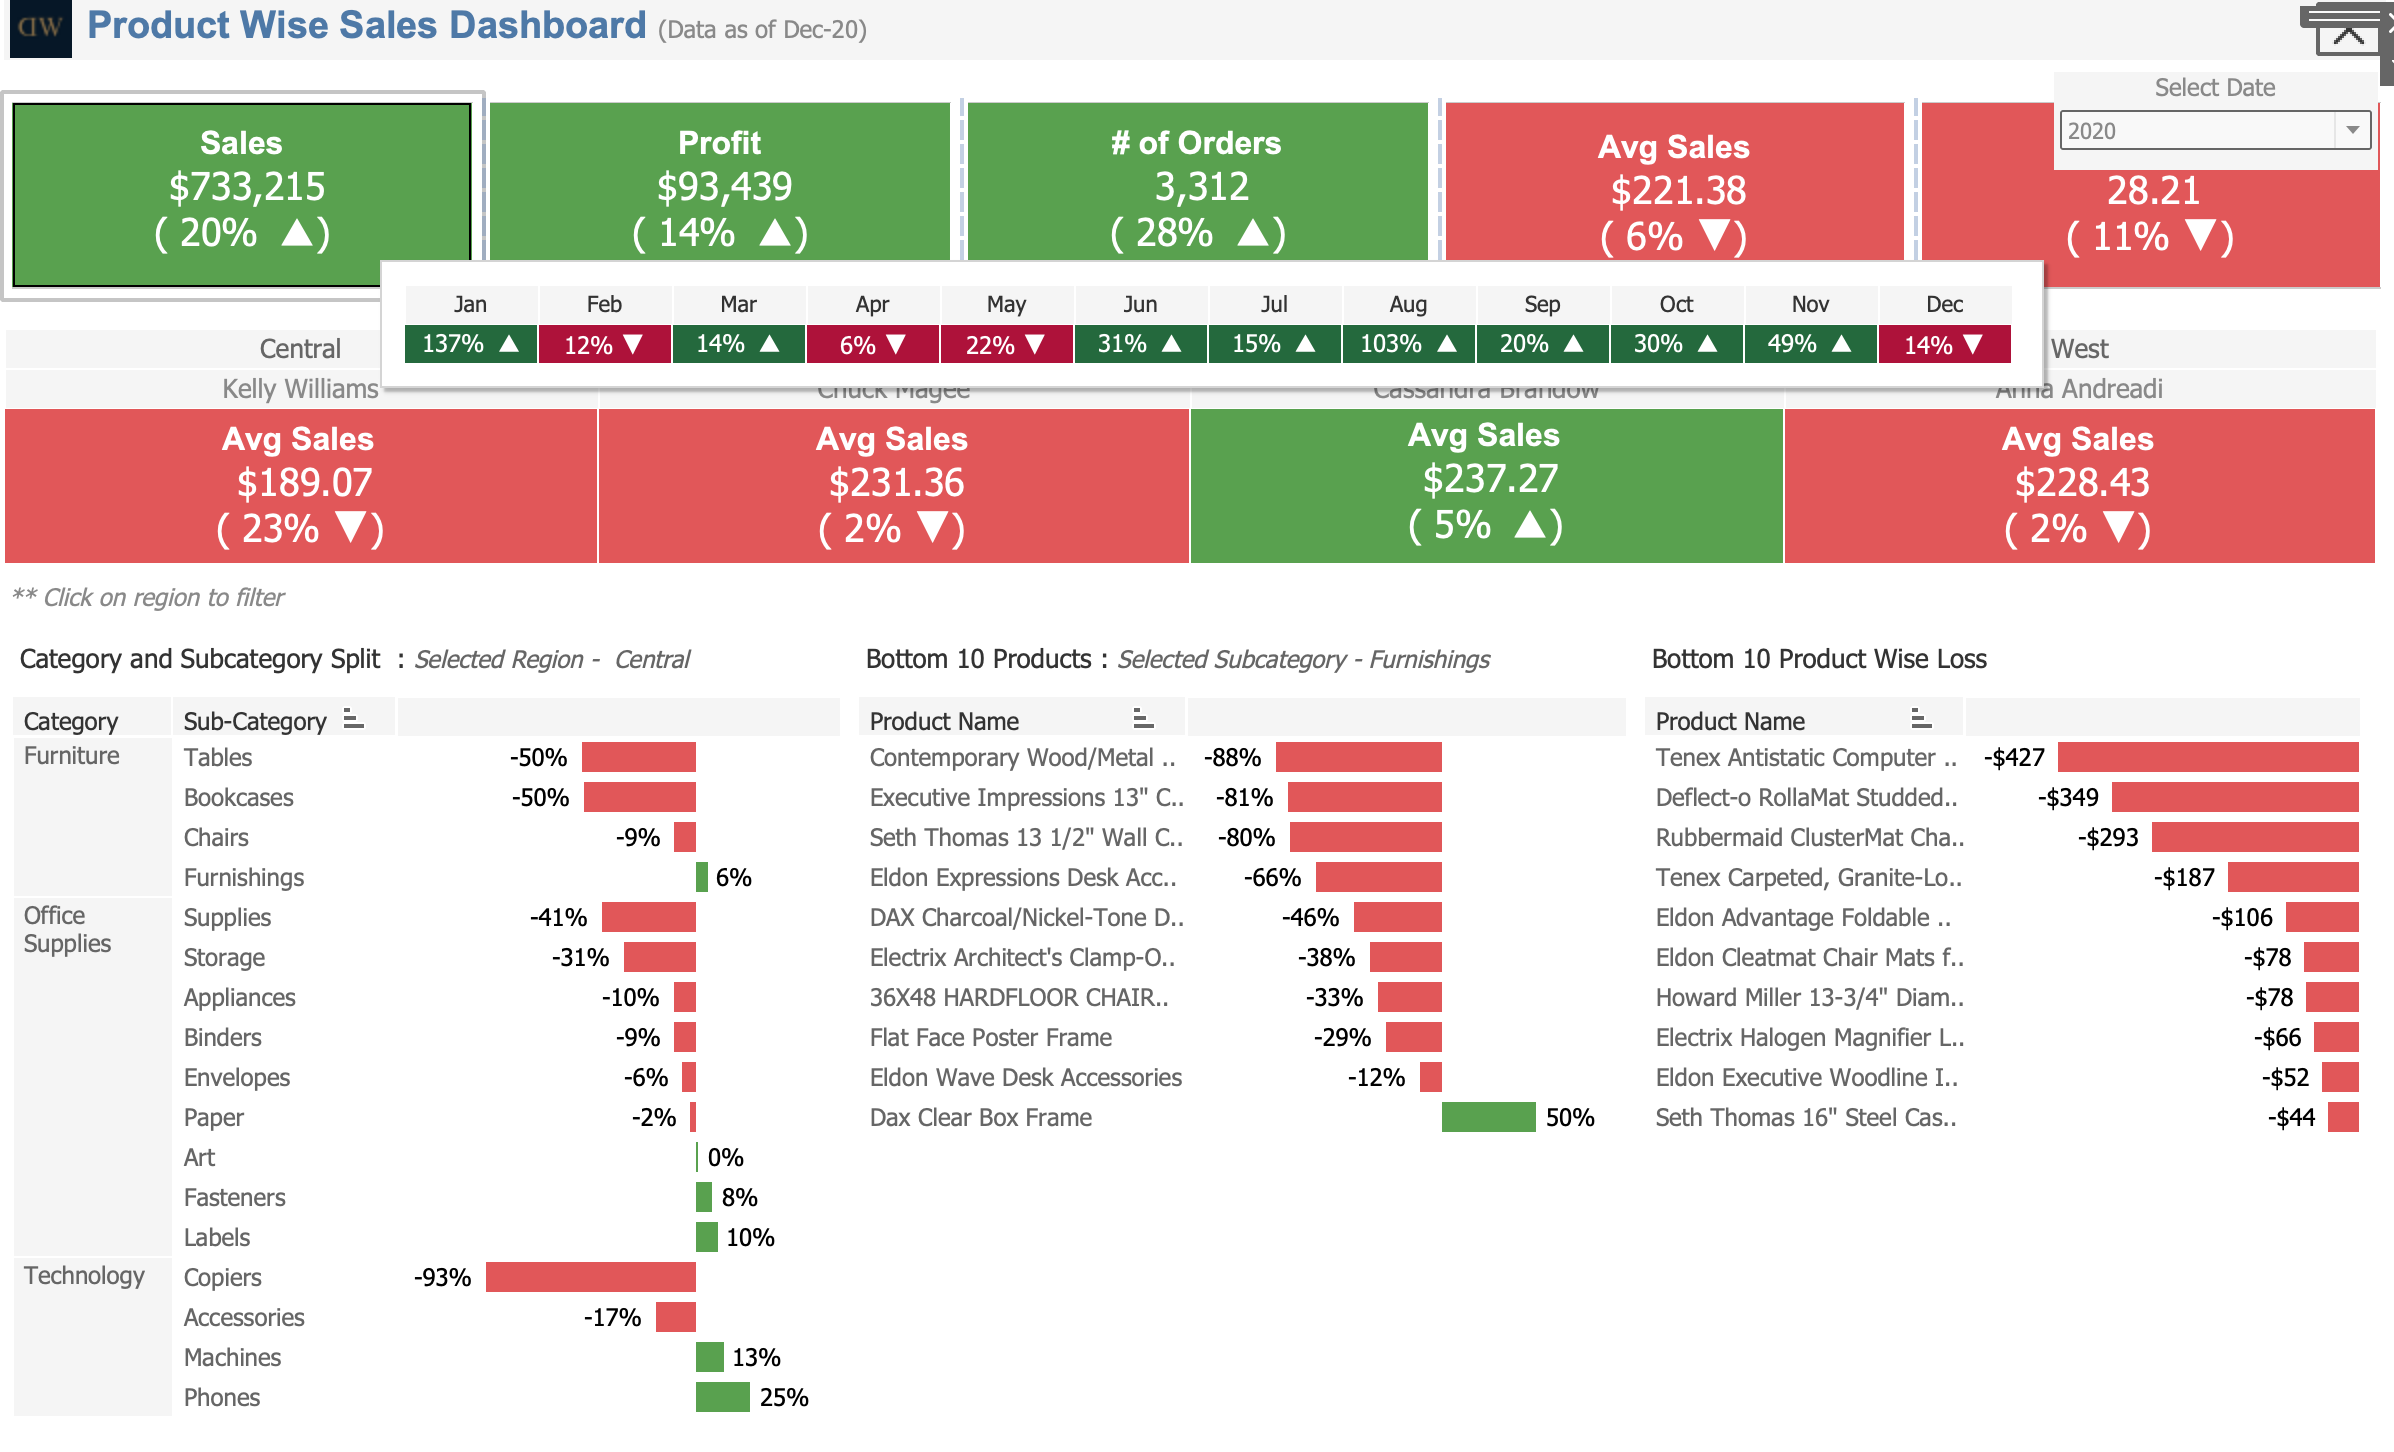 DW
Product Wise Sales Dashboard (Data as of Dec-20)
Select Date
2020
Sales
$733,215
( 20% ▲)
Profit
$93,439
( 14% ▲)
# of Orders
3,312
( 28% ▲)
Avg Sales
$221.38
( 6% ▼)
28.21
( 11% ▼)
Jan Feb Mar Apr May Jun Jul Aug Sep Oct Nov Dec
137% ▲ 12% ▼ 14% ▲ 6% ▼ 22% ▼ 31% ▲ 15% ▲ 103% ▲ 20% ▲ 30% ▲ 49% ▲ 14% ▼
Central
West
Kelly Williams
Chuck Magee
Cassandra Brandow
Anna Andreadi
Avg Sales
$189.07
( 23% ▼)
Avg Sales
$231.36
( 2% ▼)
Avg Sales
$237.27
( 5% ▲)
Avg Sales
$228.43
( 2% ▼)
** Click on region to filter
Category and Subcategory Split : Selected Region - Central
Category Sub-Category
Furniture
Tables -50%
Bookcases -50%
Chairs -9%
Furnishings 6%
Office
Supplies
Supplies -41%
Storage -31%
Appliances -10%
Binders -9%
Envelopes -6%
Paper -2%
Art 0%
Fasteners 8%
Labels 10%
Technology
Copiers -93%
Accessories -17%
Machines 13%
Phones 25%
Bottom 10 Products : Selected Subcategory - Furnishings
Product Name
Contemporary Wood/Metal .. -88%
Executive Impressions 13" C.. -81%
Seth Thomas 13 1/2" Wall C.. -80%
Eldon Expressions Desk Acc.. -66%
DAX Charcoal/Nickel-Tone D.. -46%
Electrix Architect's Clamp-O.. -38%
36X48 HARDFLOOR CHAIR.. -33%
Flat Face Poster Frame -29%
Eldon Wave Desk Accessories -12%
Dax Clear Box Frame 50%
Bottom 10 Product Wise Loss
Product Name
Tenex Antistatic Computer .. -$427
Deflect-o RollaMat Studded.. -$349
Rubbermaid ClusterMat Cha.. -$293
Tenex Carpeted, Granite-Lo.. -$187
Eldon Advantage Foldable .. -$106
Eldon Cleatmat Chair Mats f.. -$78
Howard Miller 13-3/4" Diam.. -$78
Electrix Halogen Magnifier L.. -$66
Eldon Executive Woodline I.. -$52
Seth Thomas 16" Steel Cas.. -$44